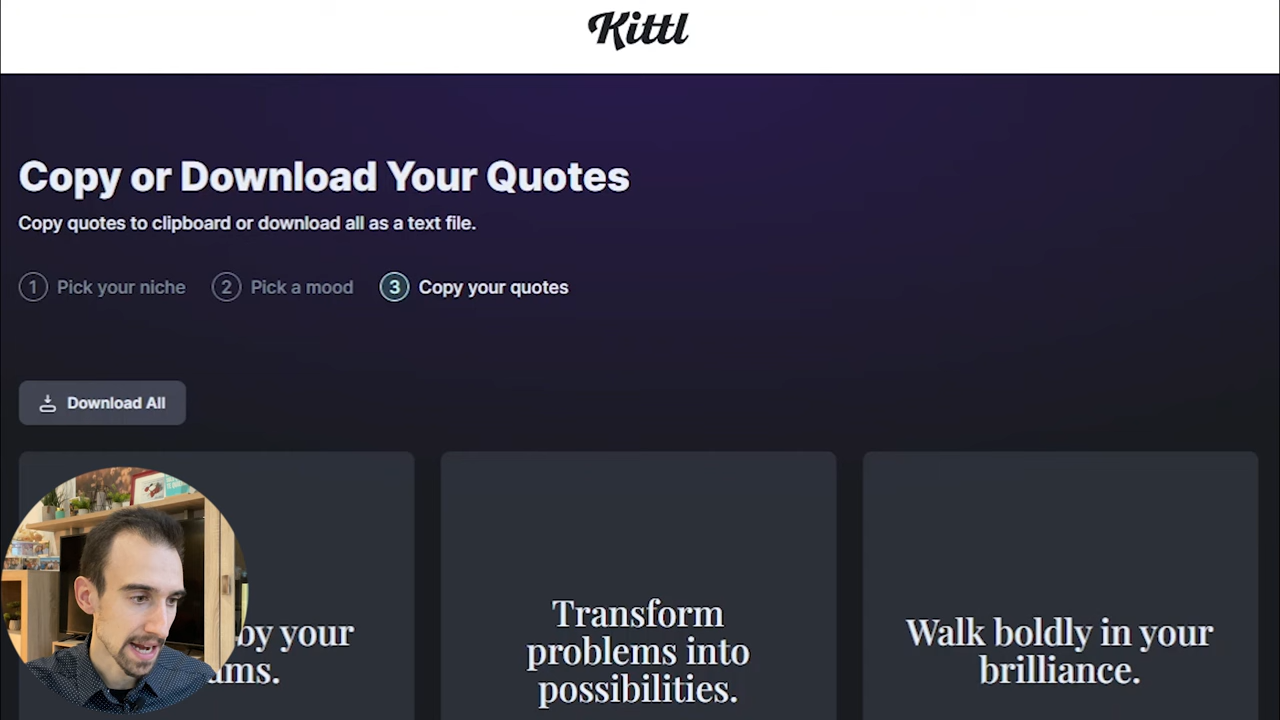 Kittl
Copy or Download Your Quotes
Copy quotes to clipboard or download all as a text file.
1 Pick your niche 2 Pick a mood 3 Copy your quotes
Download All
by your
Transform
problems into
possibilities.
Walk boldly in your
brilliance.